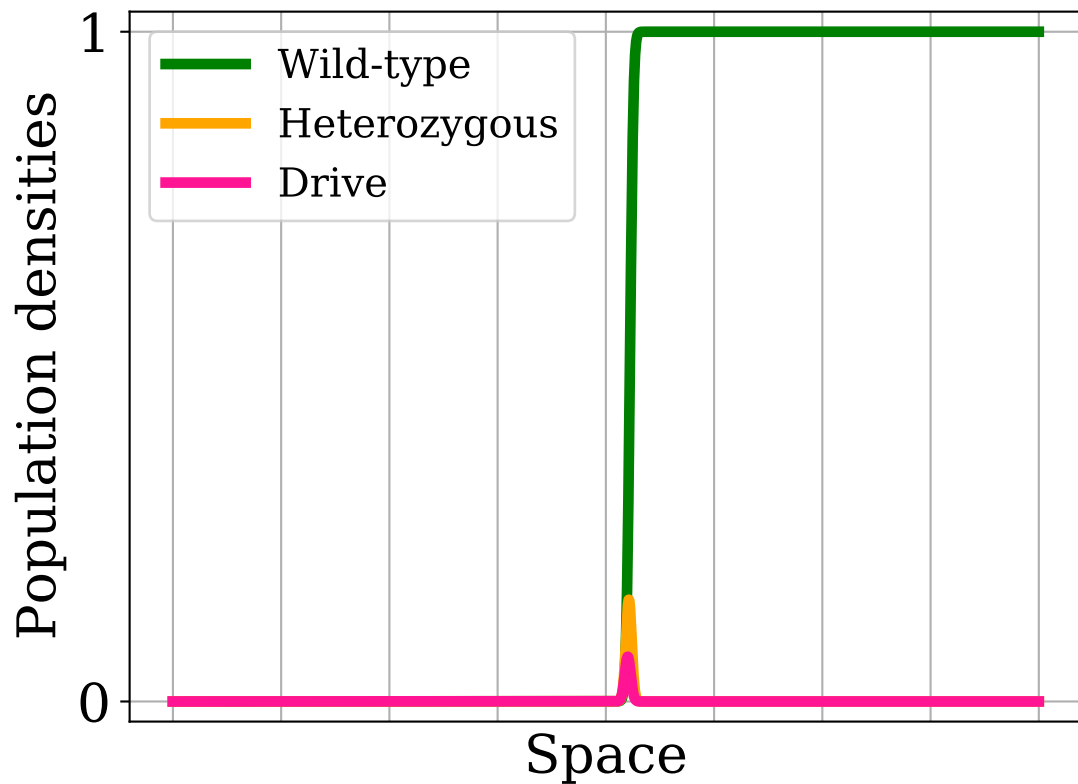 1
Wild-type
Heterozygous
Drive
Population densities
0
Space